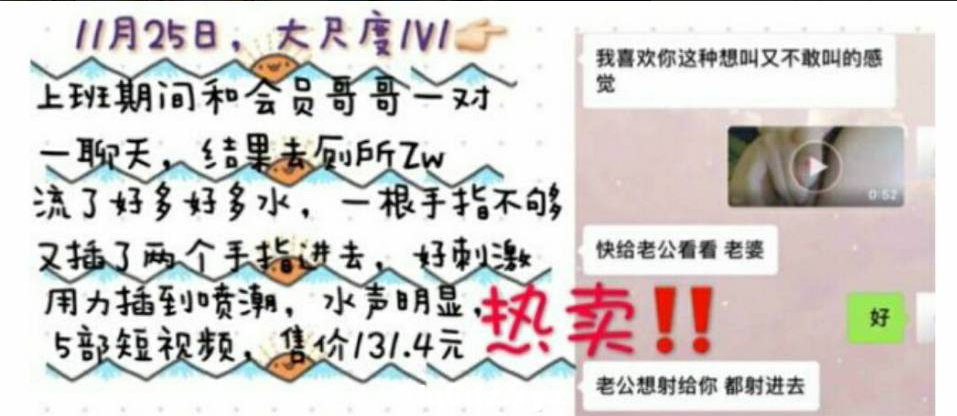 11月25日，大尺度1V1
上班期间和会员哥哥一对
一聊天，结果去厕所Zw
流了好多好多水，一根手指不够
又插了两个手指进去，好刺激
用力插到喷潮，水声明显，
5部短视频，售价131.4元
热卖!!
我喜欢你这种想叫又不敢叫的感
觉
0:52
快给老公看看 老婆
好
老公想射给你 都射进去